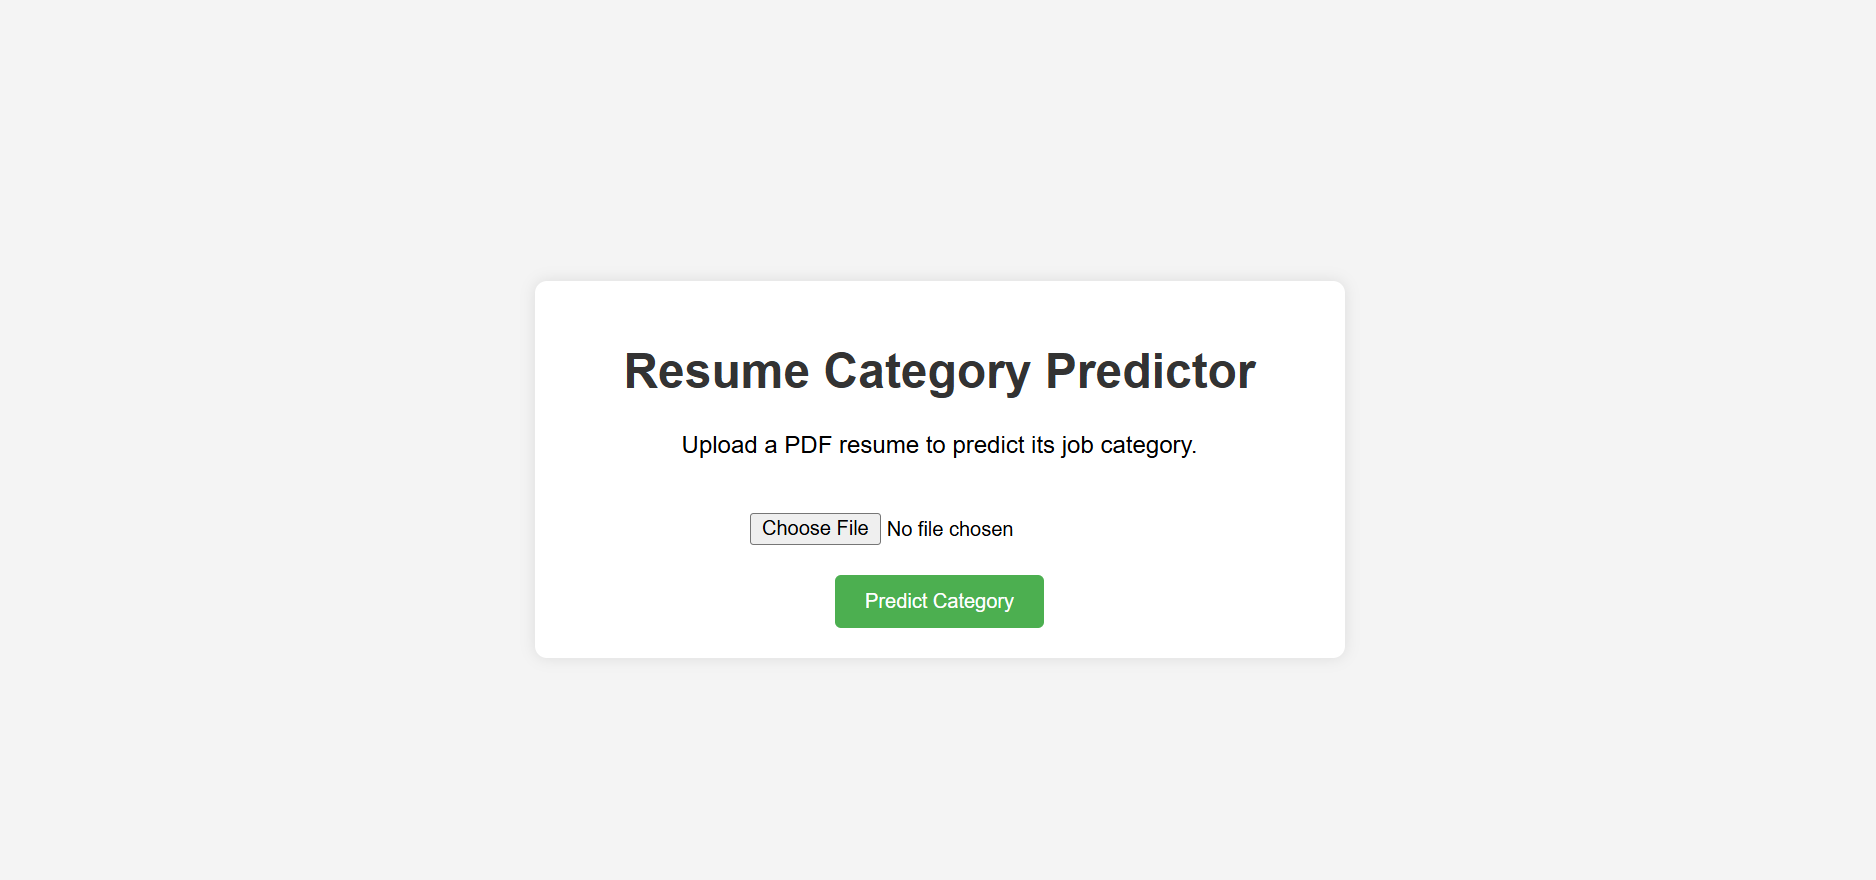 Resume Category Predictor
Upload a PDF resume to predict its job category.
Choose File No file chosen
Predict Category